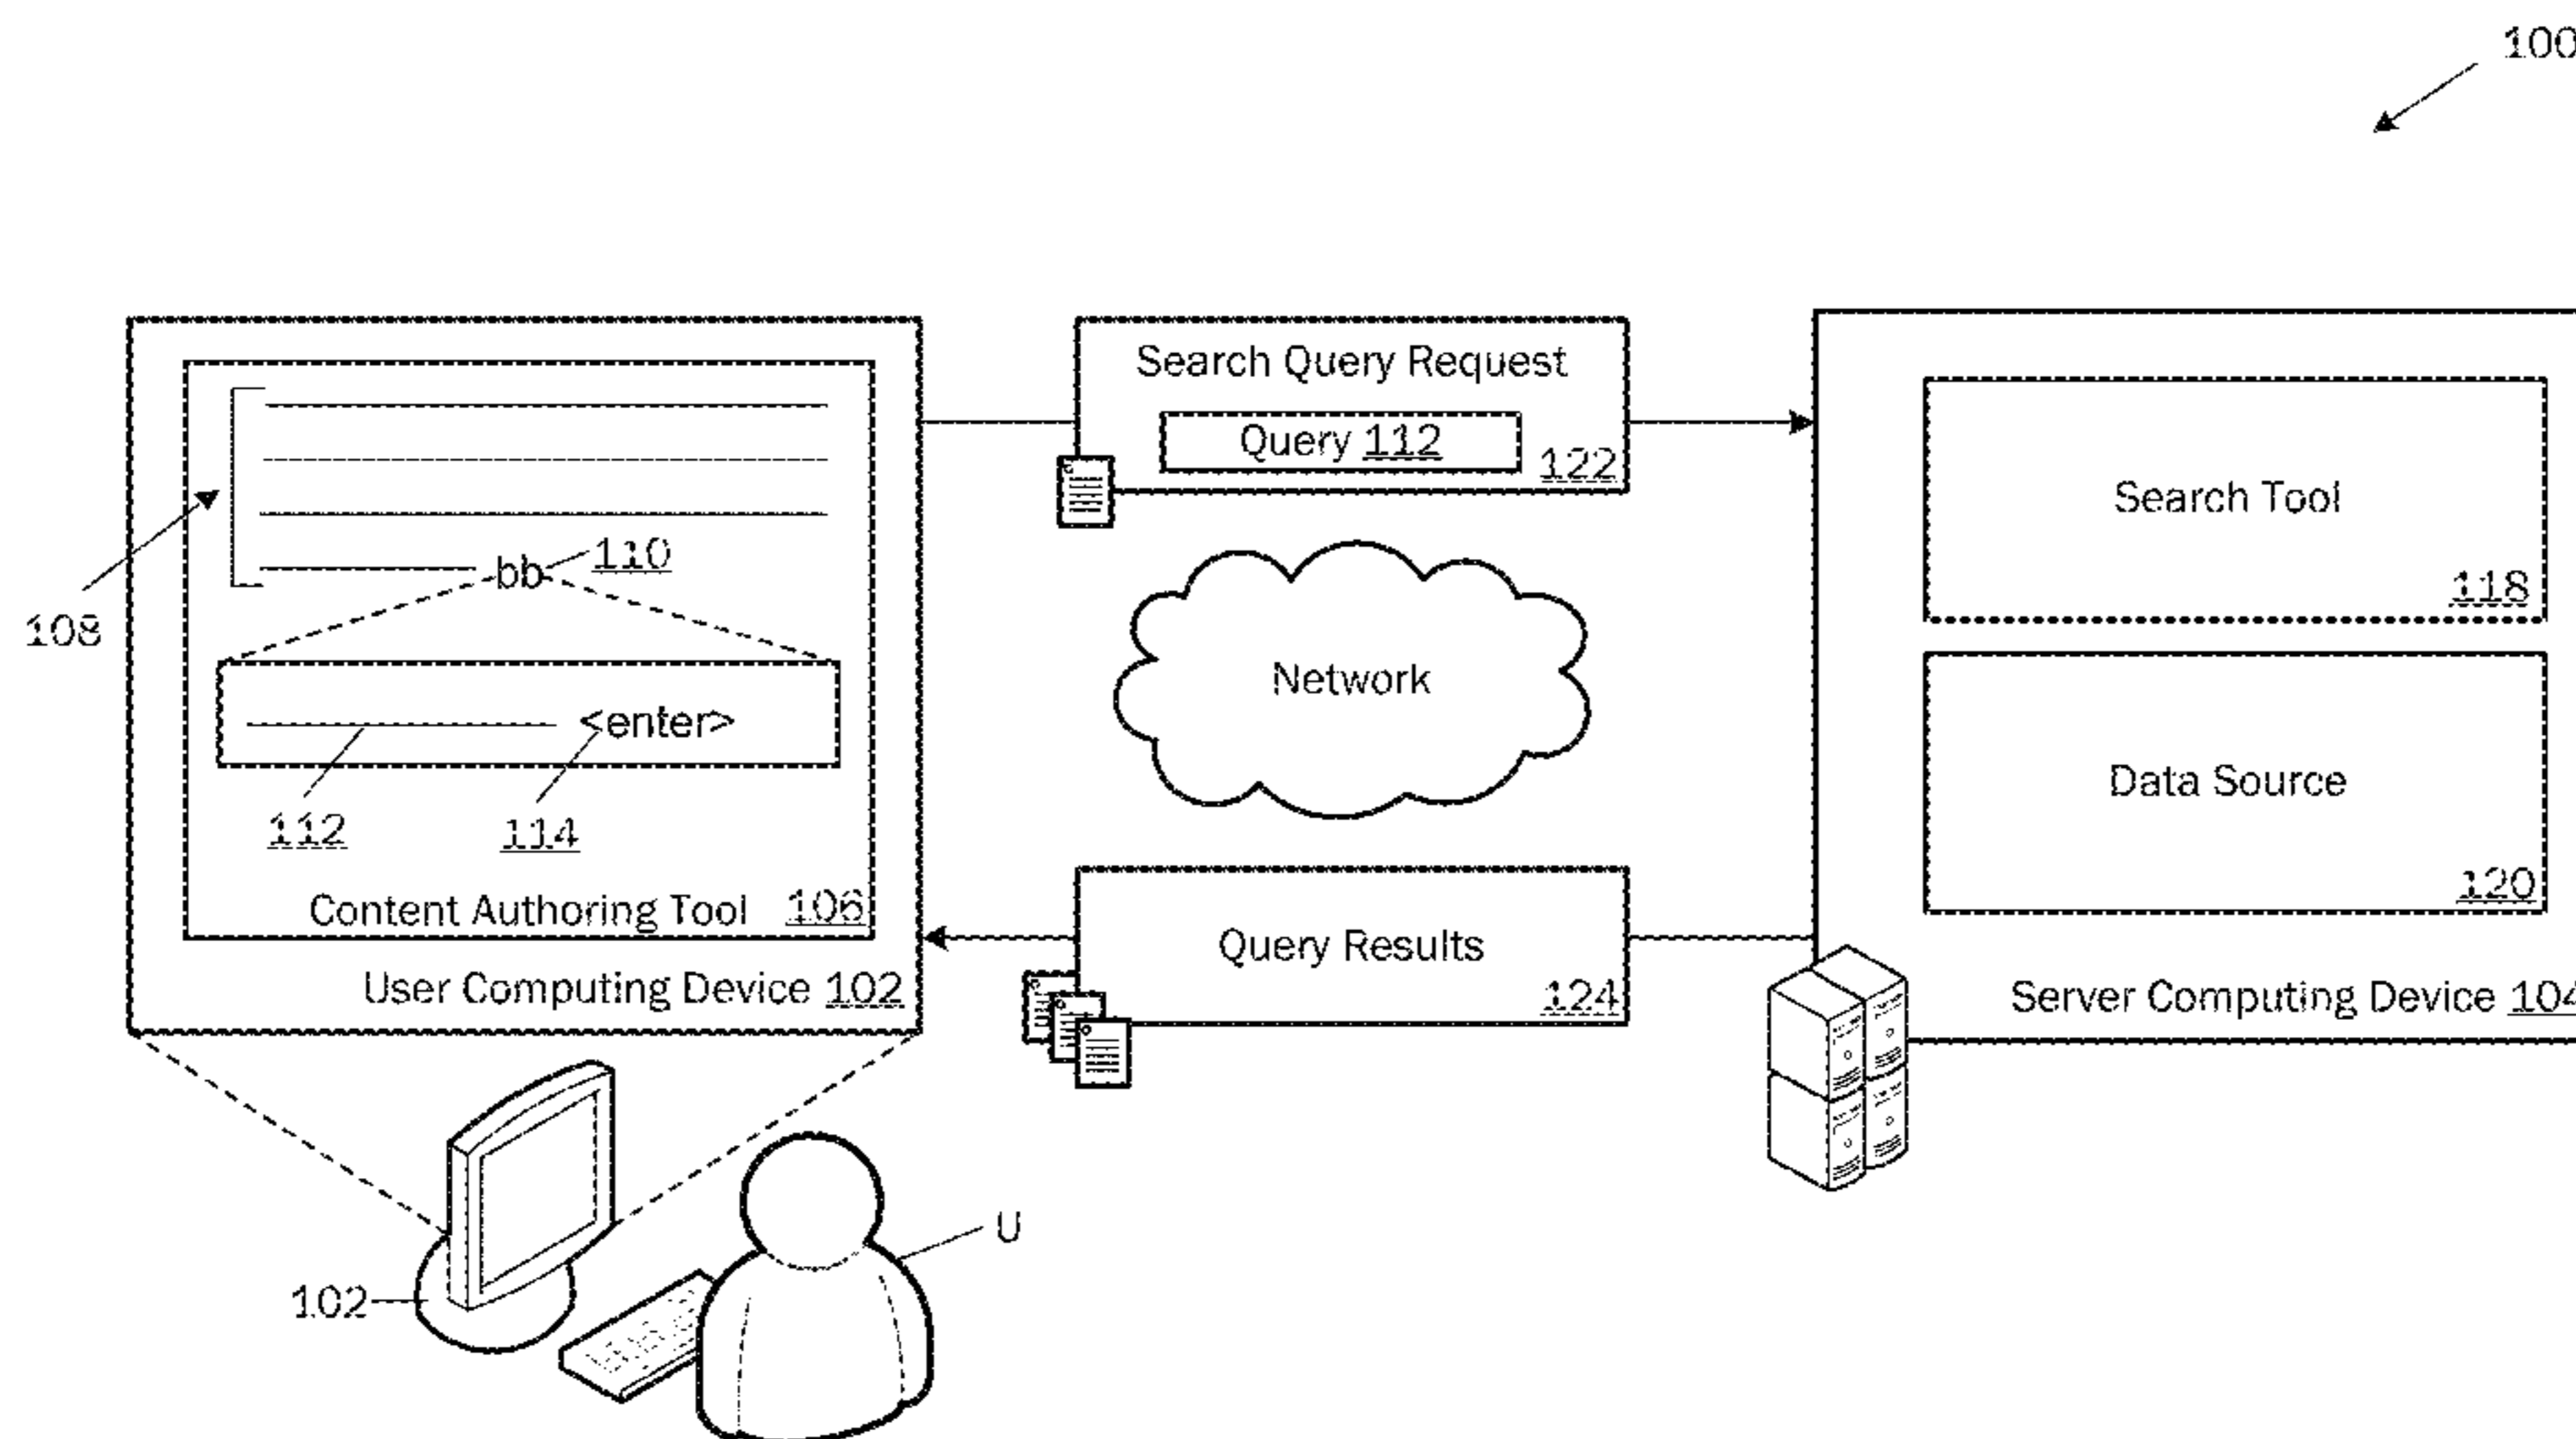 100
Search Query Request
Query 112
122
bb
110
108
<enter>
112
114
Content Authoring Tool 106
User Computing Device 102
Network
Query Results
124
Search Tool
118
Data Source
120
Server Computing Device 104
102
U